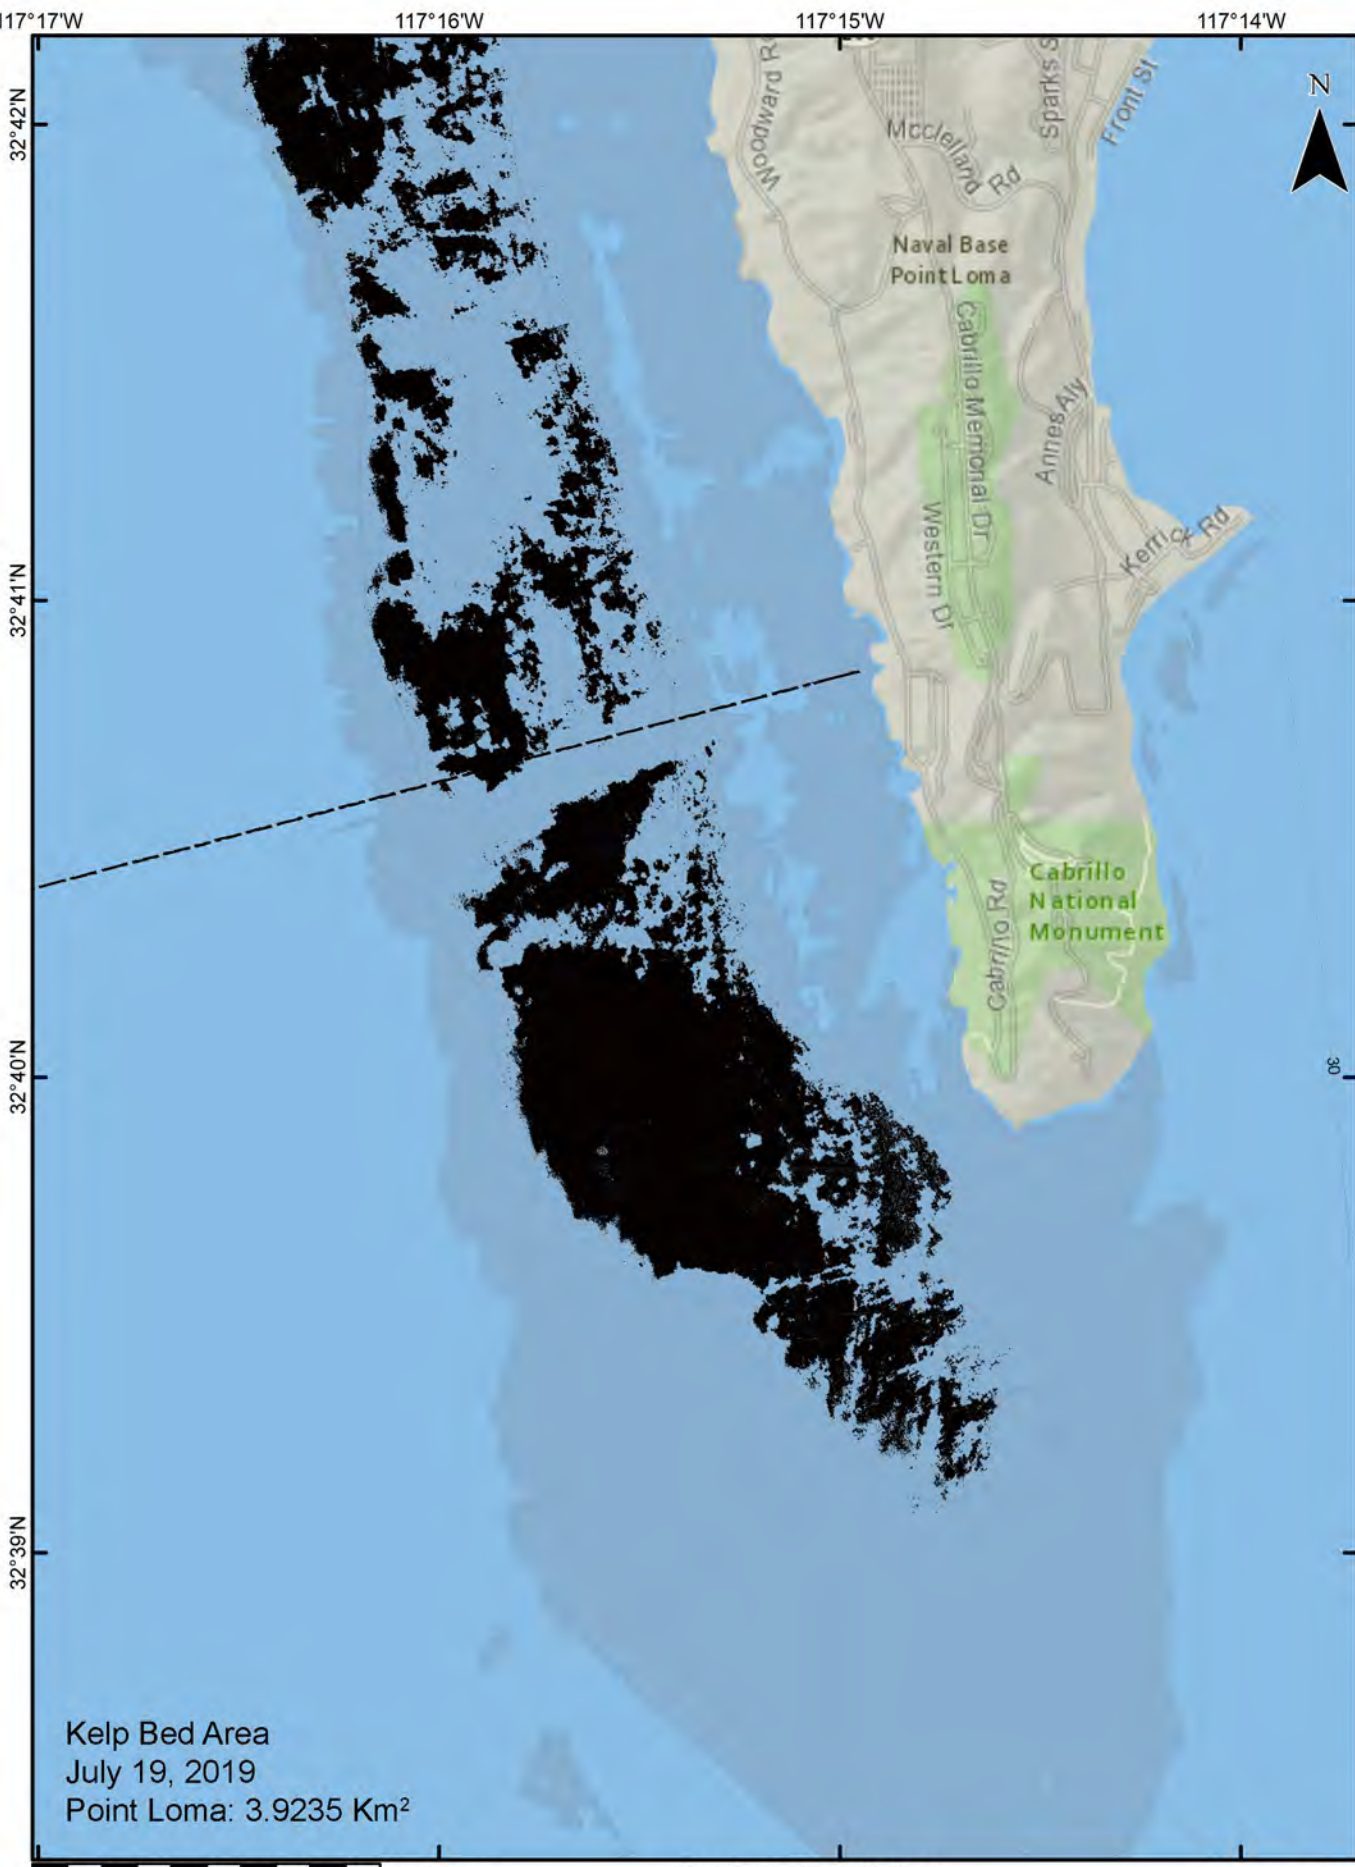 117°17'W 117°16'W 117°15'W 117°14'W
N
32°42'N
Woodward R
Mcclelland Rd
Sparks S
Front St
Naval Base
Point Loma
Cabrillo Memorial Dr
Annes Aly
Western Dr
Kerrick Rd
32°41'N
Cabrillo
National
Monument
Cabrillo Rd
32°40'N
30
32°39'N
Kelp Bed Area
July 19, 2019
Point Loma: 3.9235 Km²